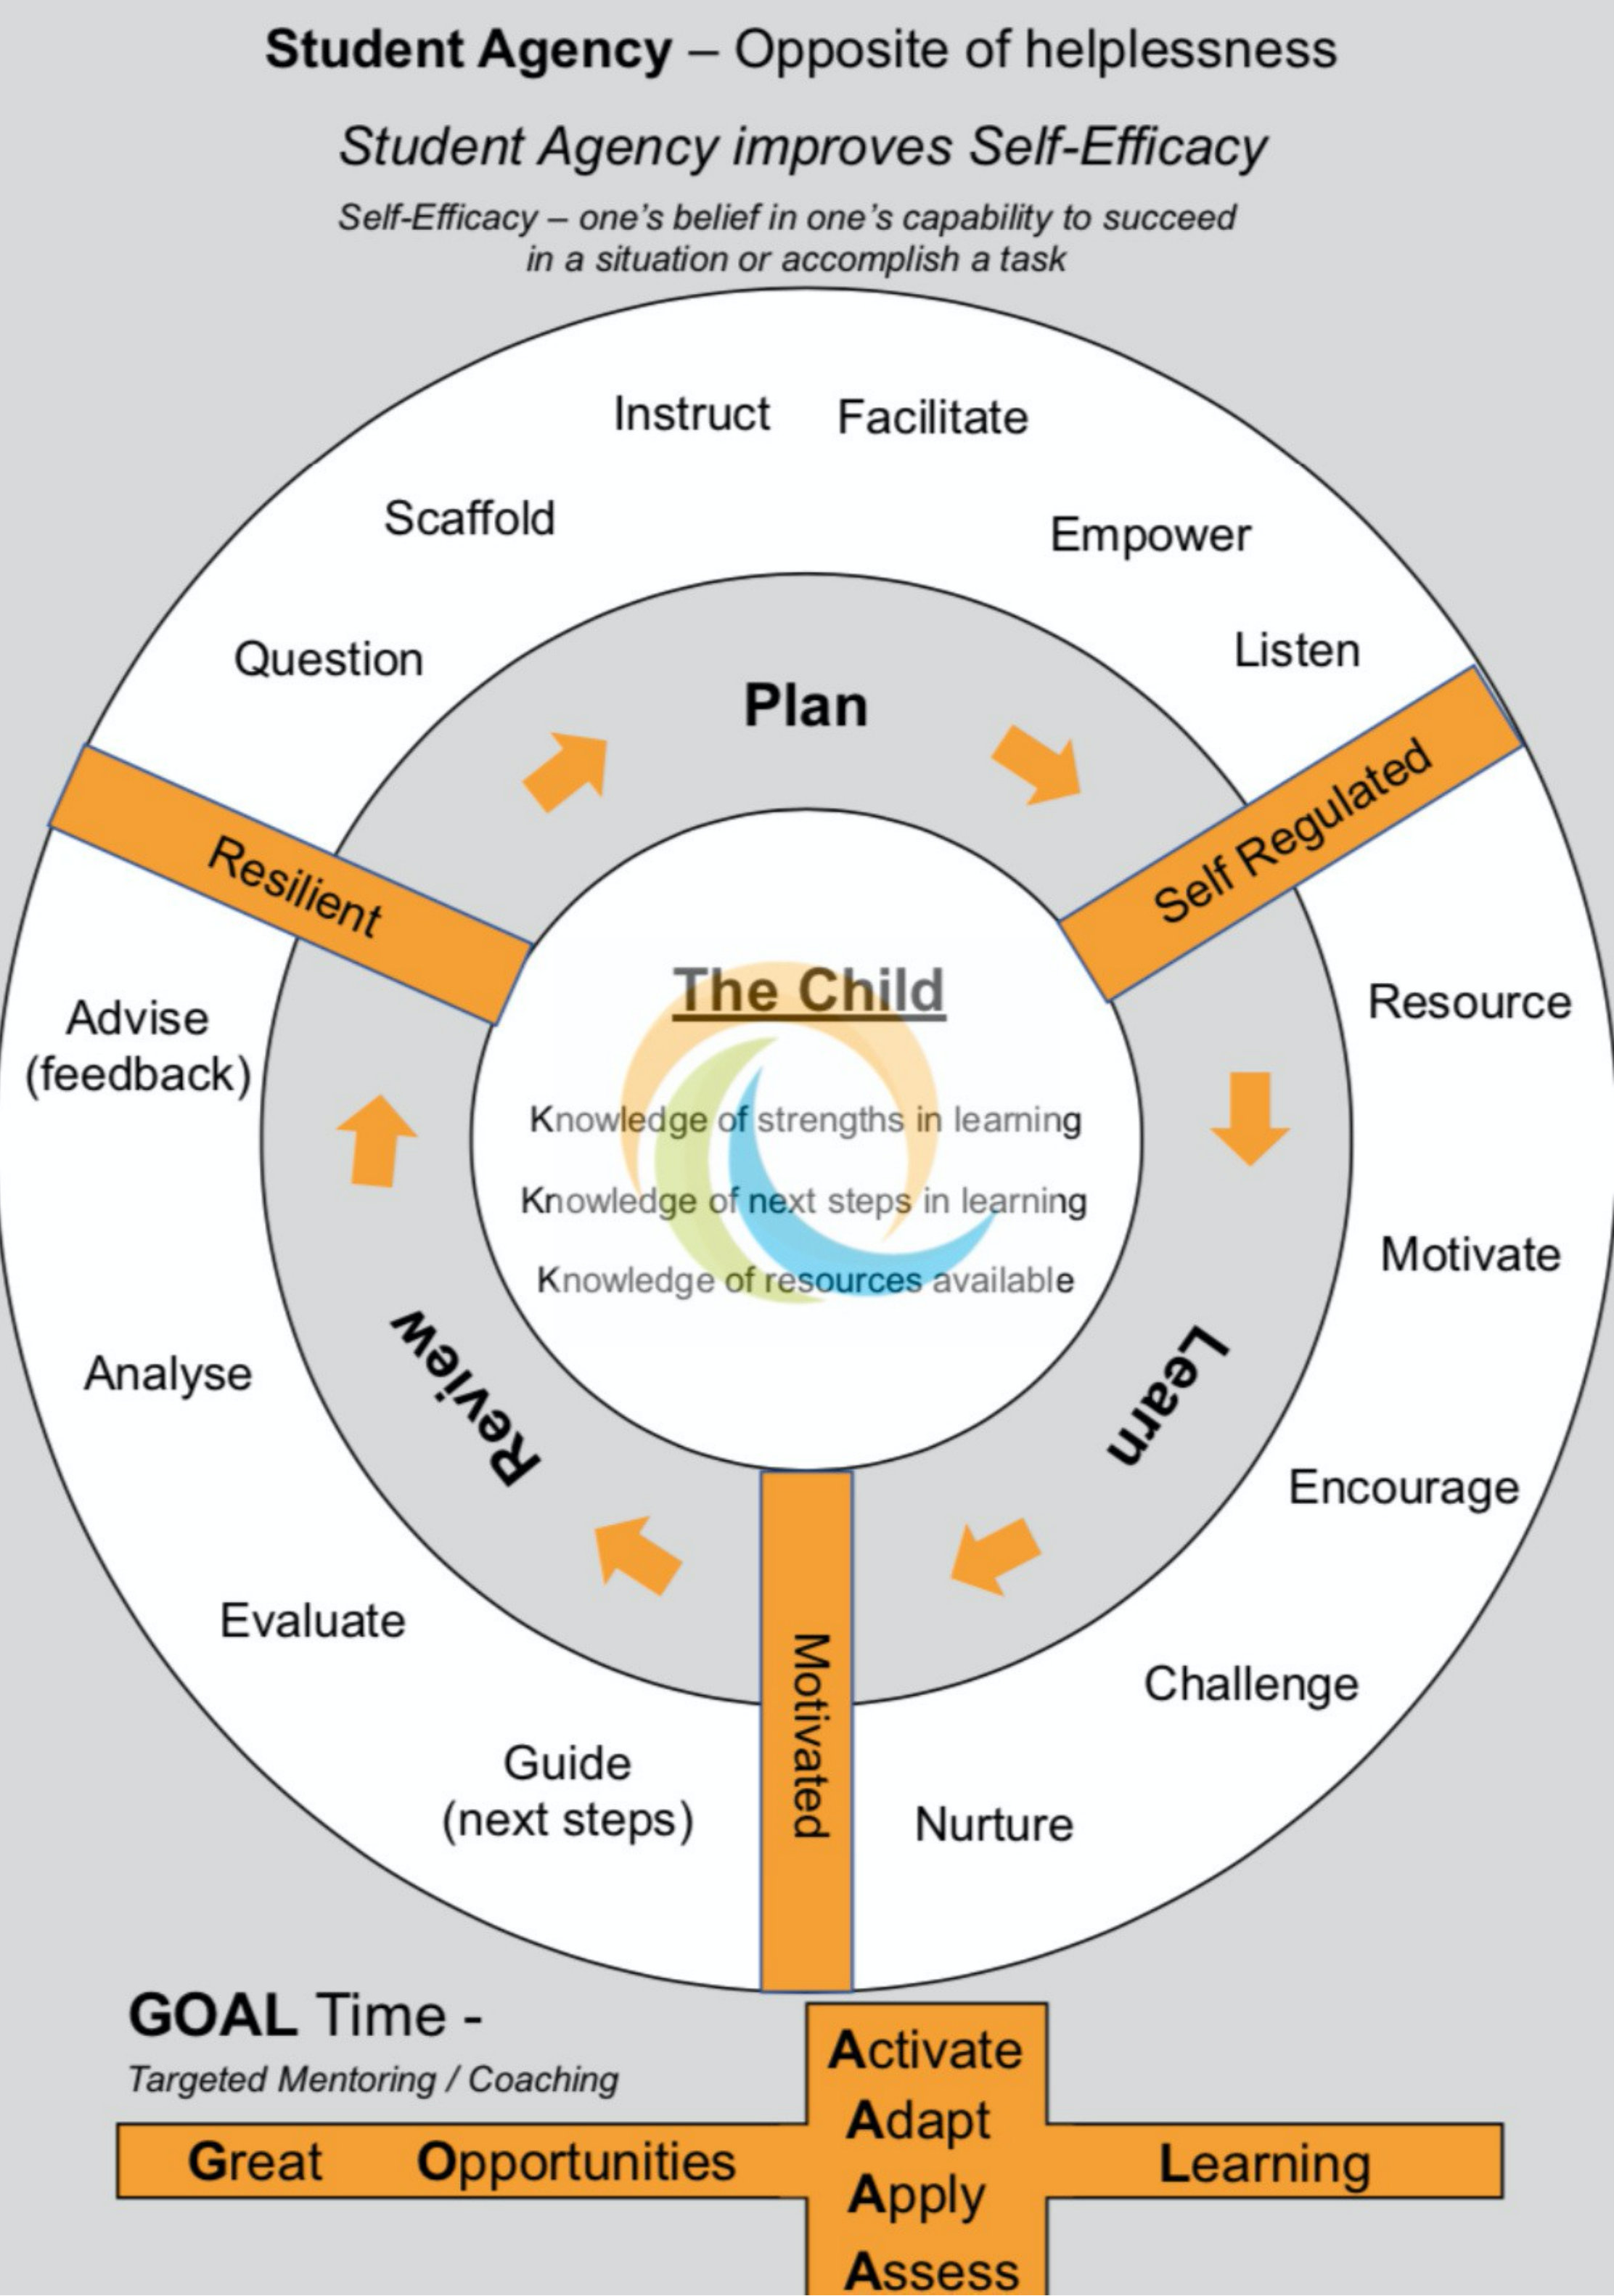 Student Agency – Opposite of helplessness
Student Agency improves Self-Efficacy
Self-Efficacy – one’s belief in one’s capability to succeed
in a situation or accomplish a task
Instruct
Facilitate
Scaffold
Empower
Question
Listen
Plan
Resilient
Self Regulated
The Child
Knowledge of strengths in learning
Knowledge of next steps in learning
Knowledge of resources available
Advise
(feedback)
Resource
Motivate
Analyse
Review
Learn
Encourage
Evaluate
Challenge
Guide
(next steps)
Motivated
Nurture
GOAL Time -
Targeted Mentoring / Coaching
Activate
Adapt
Great Opportunities
Learning
Apply
Assess